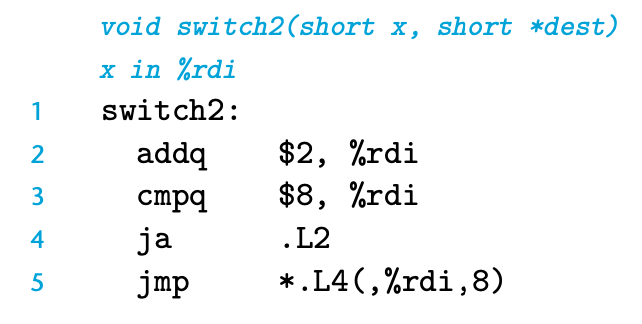 void switch2(short x, short *dest)
x in %rdi
1 switch2:
2 addq $2, %rdi
3 cmpq $8, %rdi
4 ja .L2
5 jmp *.L4(,%rdi,8)